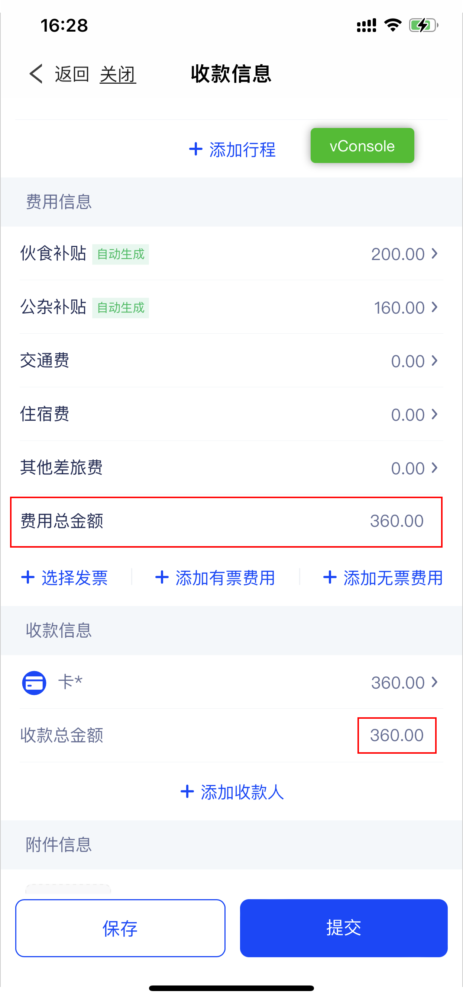 16:28
返回 关闭 收款信息
+ 添加行程
vConsole
费用信息
伙食补贴 自动生成 200.00
公杂补贴 自动生成 160.00
交通费 0.00
住宿费 0.00
其他差旅费 0.00
费用总金额 360.00
+ 选择发票 + 添加有票费用 + 添加无票费用
收款信息
卡* 360.00
收款总金额 360.00
+ 添加收款人
附件信息
保存 提交